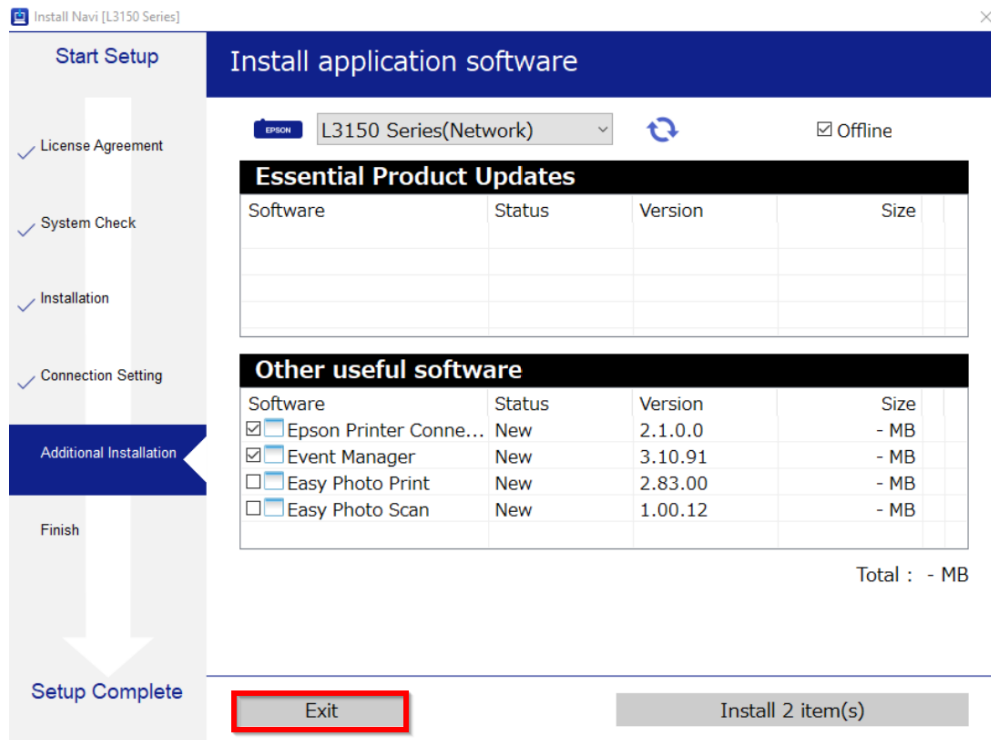 Install Navi [L3150 Series]
Start Setup
License Agreement
System Check
Installation
Connection Setting
Additional Installation
Finish
Setup Complete
Install application software
EPSON L3150 Series(Network) Offline
Essential Product Updates
Software Status Version Size
Other useful software
Software Status Version Size
Epson Printer Conne... New 2.1.0.0 - MB
Event Manager New 3.10.91 - MB
Easy Photo Print New 2.83.00 - MB
Easy Photo Scan New 1.00.12 - MB
Total : - MB
Exit Install 2 item(s)